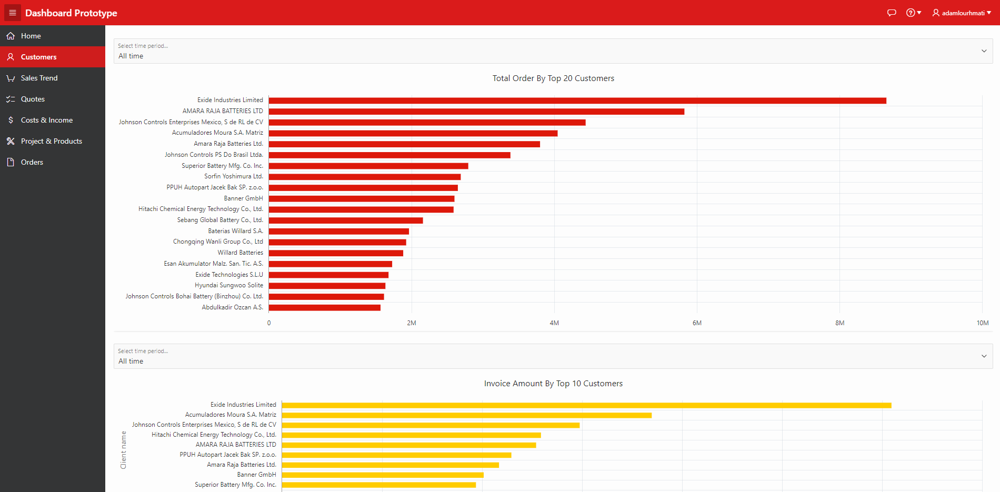 Dashboard Prototype
adamlourhmati
Home
Customers
Sales Trend
Quotes
Costs & Income
Project & Products
Orders
Select time period...
All time
Total Order By Top 20 Customers
Exide Industries Limited
AMARA RAJA BATTERIES LTD
Johnson Controls Enterprises Mexico, S de RL de CV
Acumuladores Moura S.A. Matriz
Amara Raja Batteries Ltd.
Johnson Controls PS Do Brasil Ltda.
Superior Battery Mfg. Co. Inc.
Sorfin Yoshimura Ltd.
PPUH Autopart Jacek Bak SP. z.o.o.
Banner GmbH
Hitachi Chemical Energy Technology Co., Ltd.
Sebang Global Battery Co., Ltd.
Baterias Willard S.A.
Chongqing Wanli Group Co., Ltd
Willard Batteries
Esan Akumulator Malz. San. Tic. A.S.
Exide Technologies S.L.U
Hyundai Sungwoo Solite
Johnson Controls Bohai Battery (Binzhou) Co. Ltd.
Abdulkadir Ozcan A.S.
0 2M 4M 6M 8M 10M
Select time period...
All time
Invoice Amount By Top 10 Customers
Client name
Exide Industries Limited
Acumuladores Moura S.A. Matriz
Johnson Controls Enterprises Mexico, S de RL de CV
Hitachi Chemical Energy Technology Co., Ltd.
AMARA RAJA BATTERIES LTD
PPUH Autopart Jacek Bak SP. z.o.o.
Amara Raja Batteries Ltd.
Banner GmbH
Superior Battery Mfg. Co. Inc.